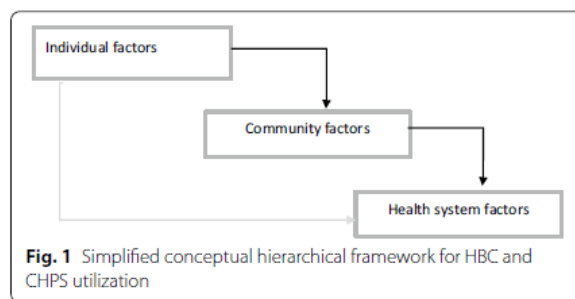 Individual factors
Community factors
Health system factors
Fig. 1 Simplified conceptual hierarchical framework for HBC and
CHPS utilization